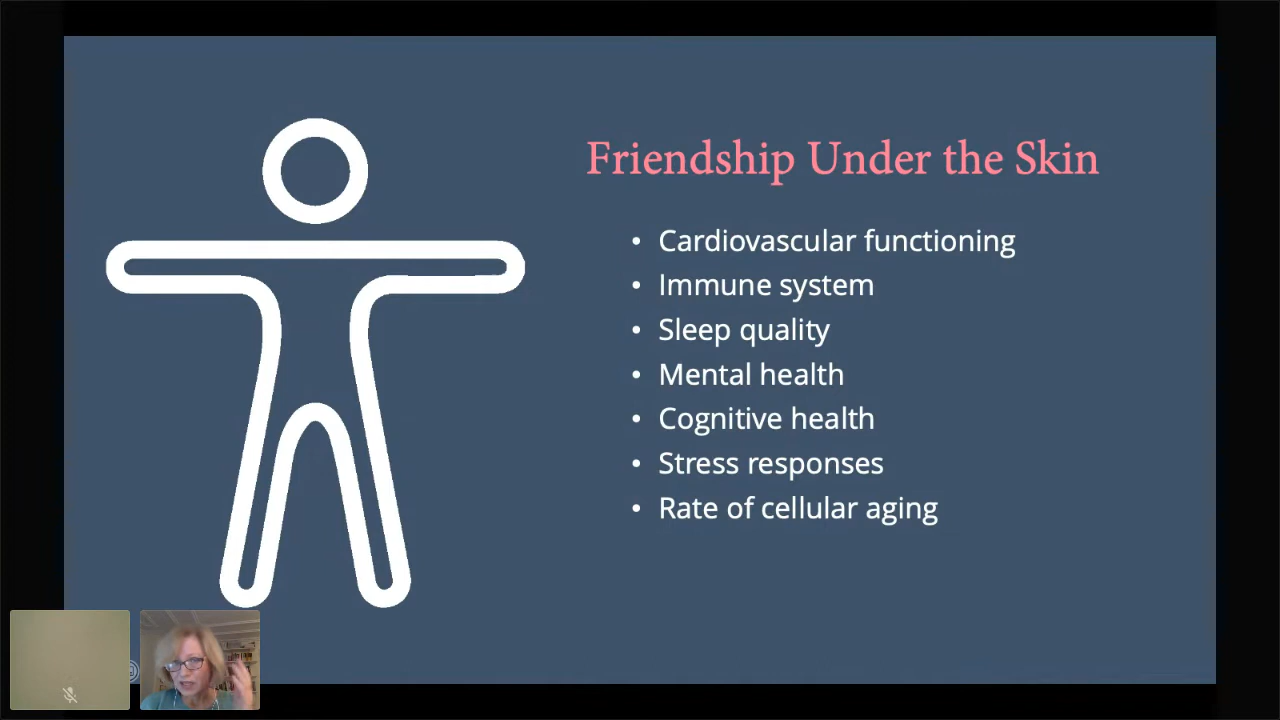 Friendship Under the Skin
• Cardiovascular functioning
• Immune system
• Sleep quality
• Mental health
• Cognitive health
• Stress responses
• Rate of cellular aging